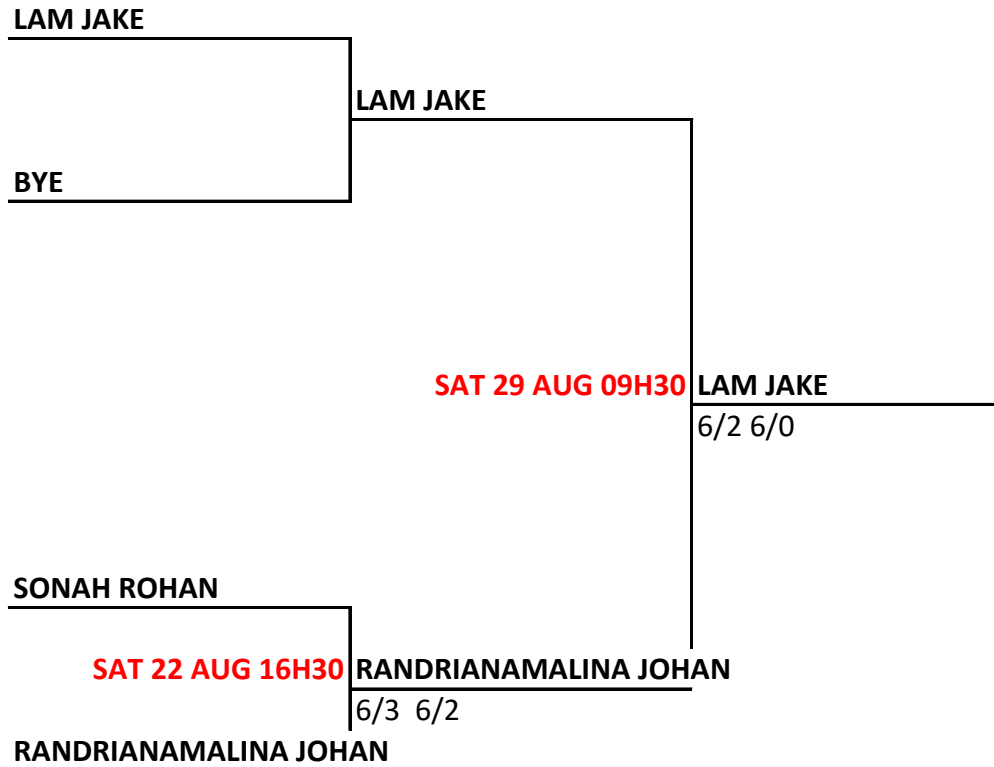 LAM JAKE
LAM JAKE
BYE
SAT 29 AUG 09H30 LAM JAKE
6/2 6/0
SONAH ROHAN
SAT 22 AUG 16H30 RANDRIANAMALINA JOHAN
6/3 6/2
RANDRIANAMALINA JOHAN